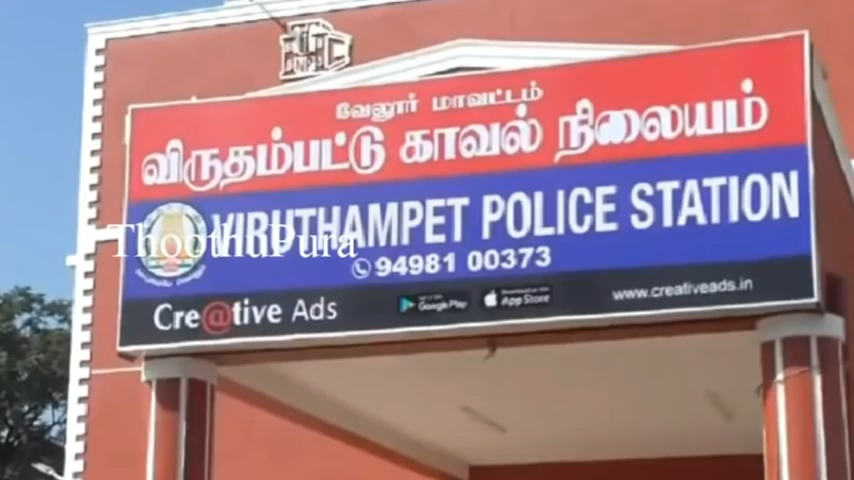 வேலூர் மாவட்டம்
விருதம்பட்டு காவல் நிலையம்
VIRUTHAMPET POLICE STATION
ThoothuPura
94981 00373
Cre@tive Ads
Google Play
App Store
www.creativeads.in